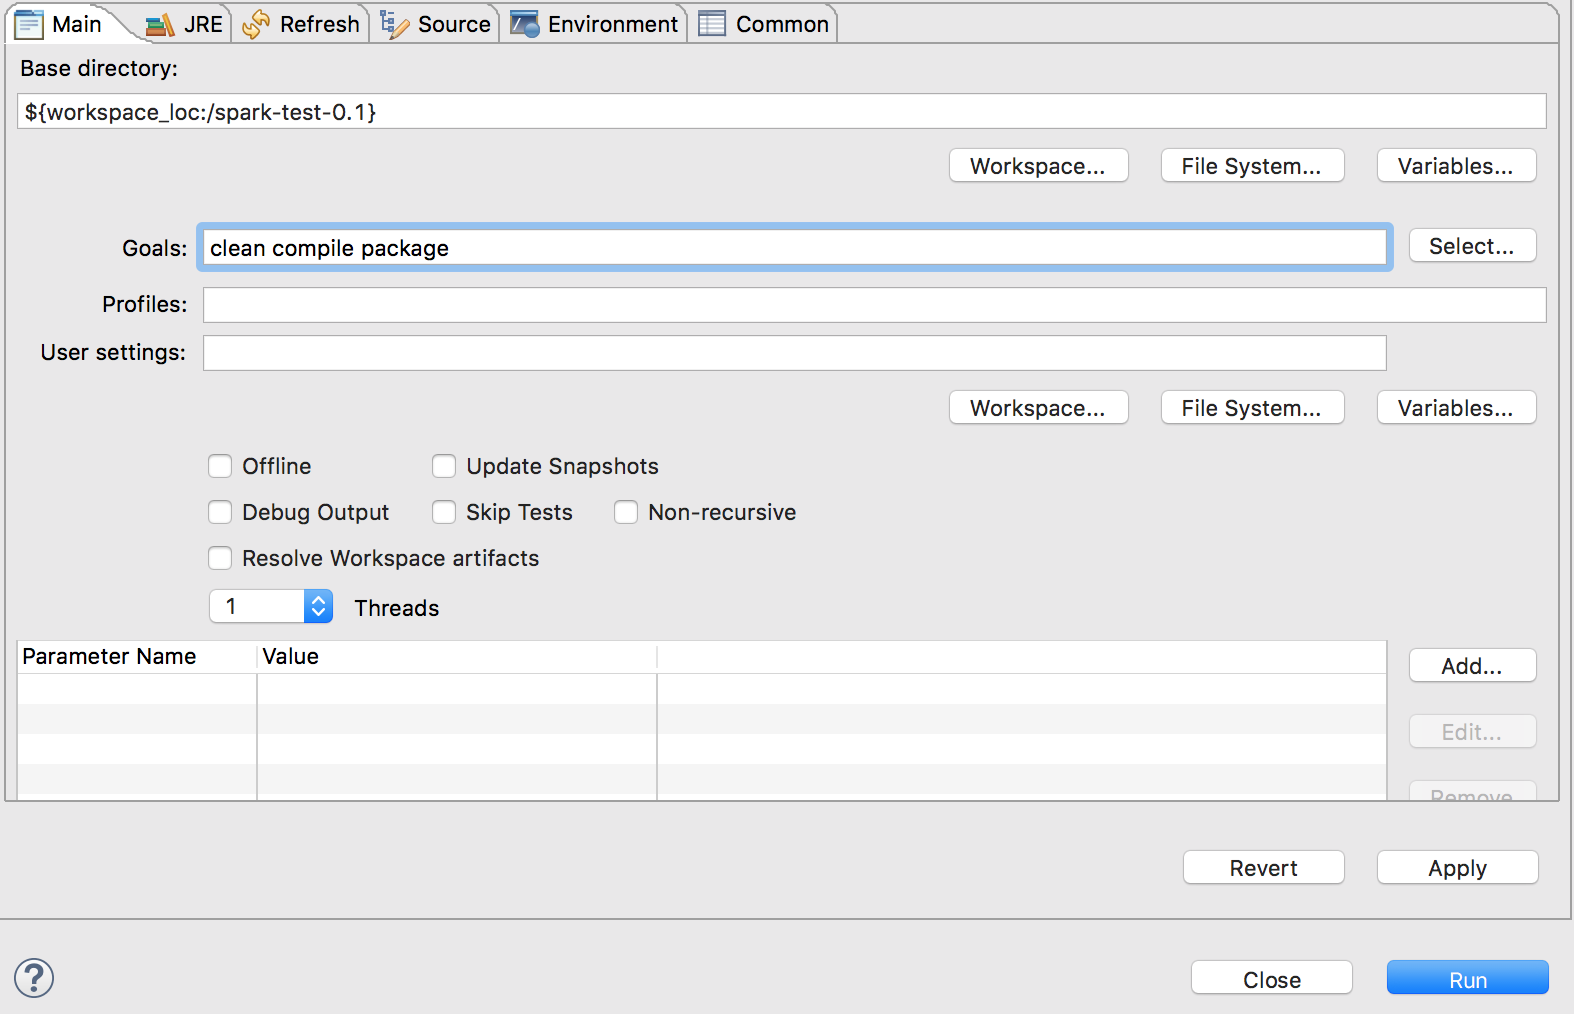 Main JRE Refresh Source Environment Common
Base directory:
${workspace_loc:/spark-test-0.1}
Workspace... File System... Variables...
Goals: clean compile package Select...
Profiles:
User settings:
Workspace... File System... Variables...
Offline Update Snapshots
Debug Output Skip Tests Non-recursive
Resolve Workspace artifacts
1 Threads
Parameter Name Value
Add...
Edit...
Remove
Revert Apply
? Close Run